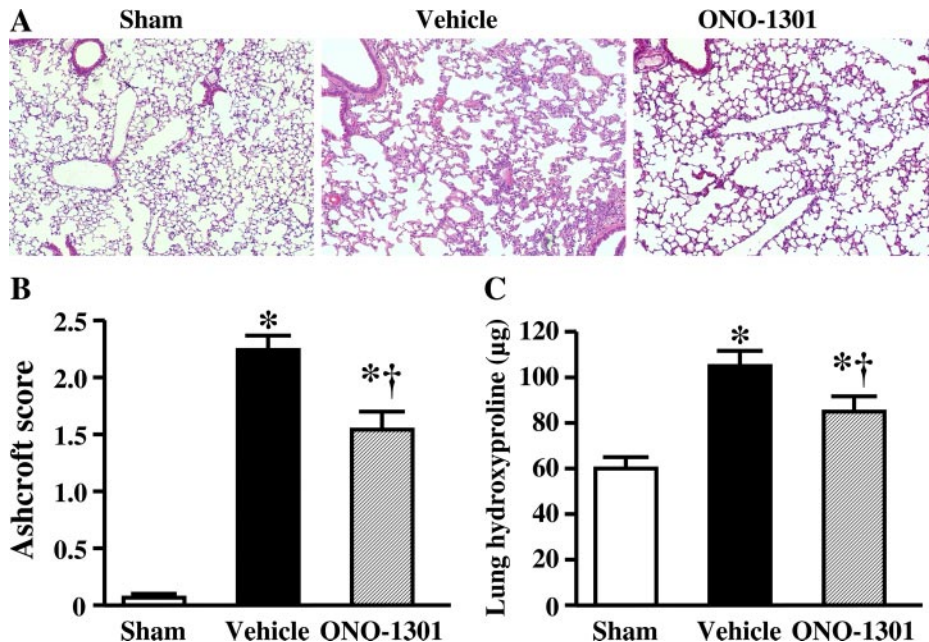 A
Sham
Vehicle
ONO-1301
B
Ashcroft score
2.5
2.0
1.5
1.0
0.5
0
*
*†
Sham
Vehicle
ONO-1301
C
Lung hydroxyproline (µg)
120
100
80
60
40
20
0
*
*†
Sham
Vehicle
ONO-1301